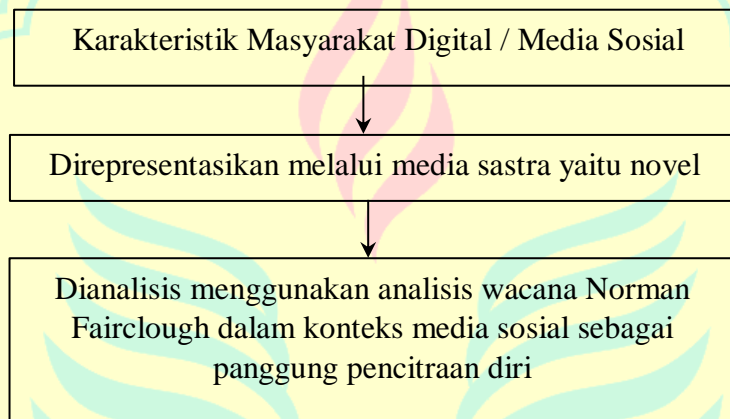 Karakteristik Masyarakat Digital / Media Sosial
Direpresentasikan melalui media sastra yaitu novel
Dianalisis menggunakan analisis wacana Norman
Fairclough dalam konteks media sosial sebagai
panggung pencitraan diri